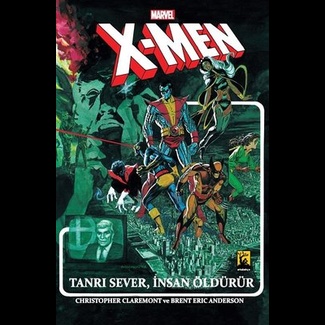 MARVEL
X-MEN
TANRI SEVER, İNSAN ÖLDÜRÜR
CHRISTOPHER CLAREMONT ve BRENT ERIC ANDERSON